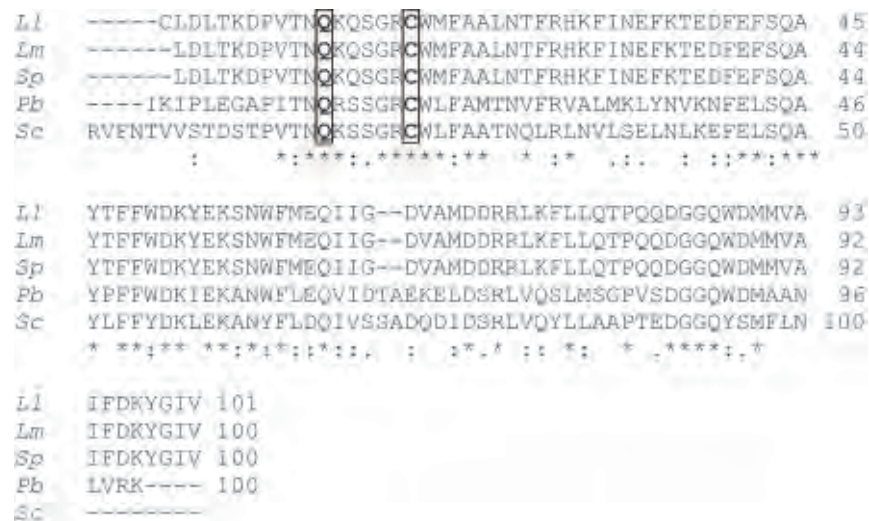 Ll -----CLDLTKDPVTNQKQSGRCWMFAALNTFRHKFINEFKTEDFEFSQA 45
Lm ------LDLTKDPVTNQKQSGRCWMFAALNTFRHKFINEFKTEDFEFSQA 44
Sp ------LDLTKDPVTNQKQSGRCWMFAALNTFRHKFINEFKTEDFEFSQA 44
Pb ----IKIPLEGAPITNQRSSGRCWLFAMTNVFRVALMKLYNVKNFELSQA 46
Sc RVFNTVVSTDSTPVTNQKSSGRCWLFAATNQLRLNVLSELNLKEFELSQA 50
: *:***:.*****:** * :* .:. : ::**:***
Ll YTFFWDKYEKSNWFMEQIIG--DVAMDDRRLKFLLQTPQQDGGQWDMMVA 93
Lm YTFFWDKYEKSNWFMEQIIG--DVAMDDRRLKFLLQTPQQDGGQWDMMVA 92
Sp YTFFWDKYEKSNWFMEQIIG--DVAMDDRRLKFLLQTPQQDGGQWDMMVA 92
Pb YPFFWDKIEKANWFLEQVIDTAEKELDSRLVQSLMSGPVSDGGQWDMAAN 96
Sc YLFFYDKLEKANYFLDQIVSSADQDIDSRLVQYLLAAPTEDGGQYSMFLN 100
* **:** **:*:*::*::. : :*.* :: *: * .****:.*
Ll IFDKYGIV 101
Lm IFDKYGIV 100
Sp IFDKYGIV 100
Pb LVRK---- 100
Sc --------